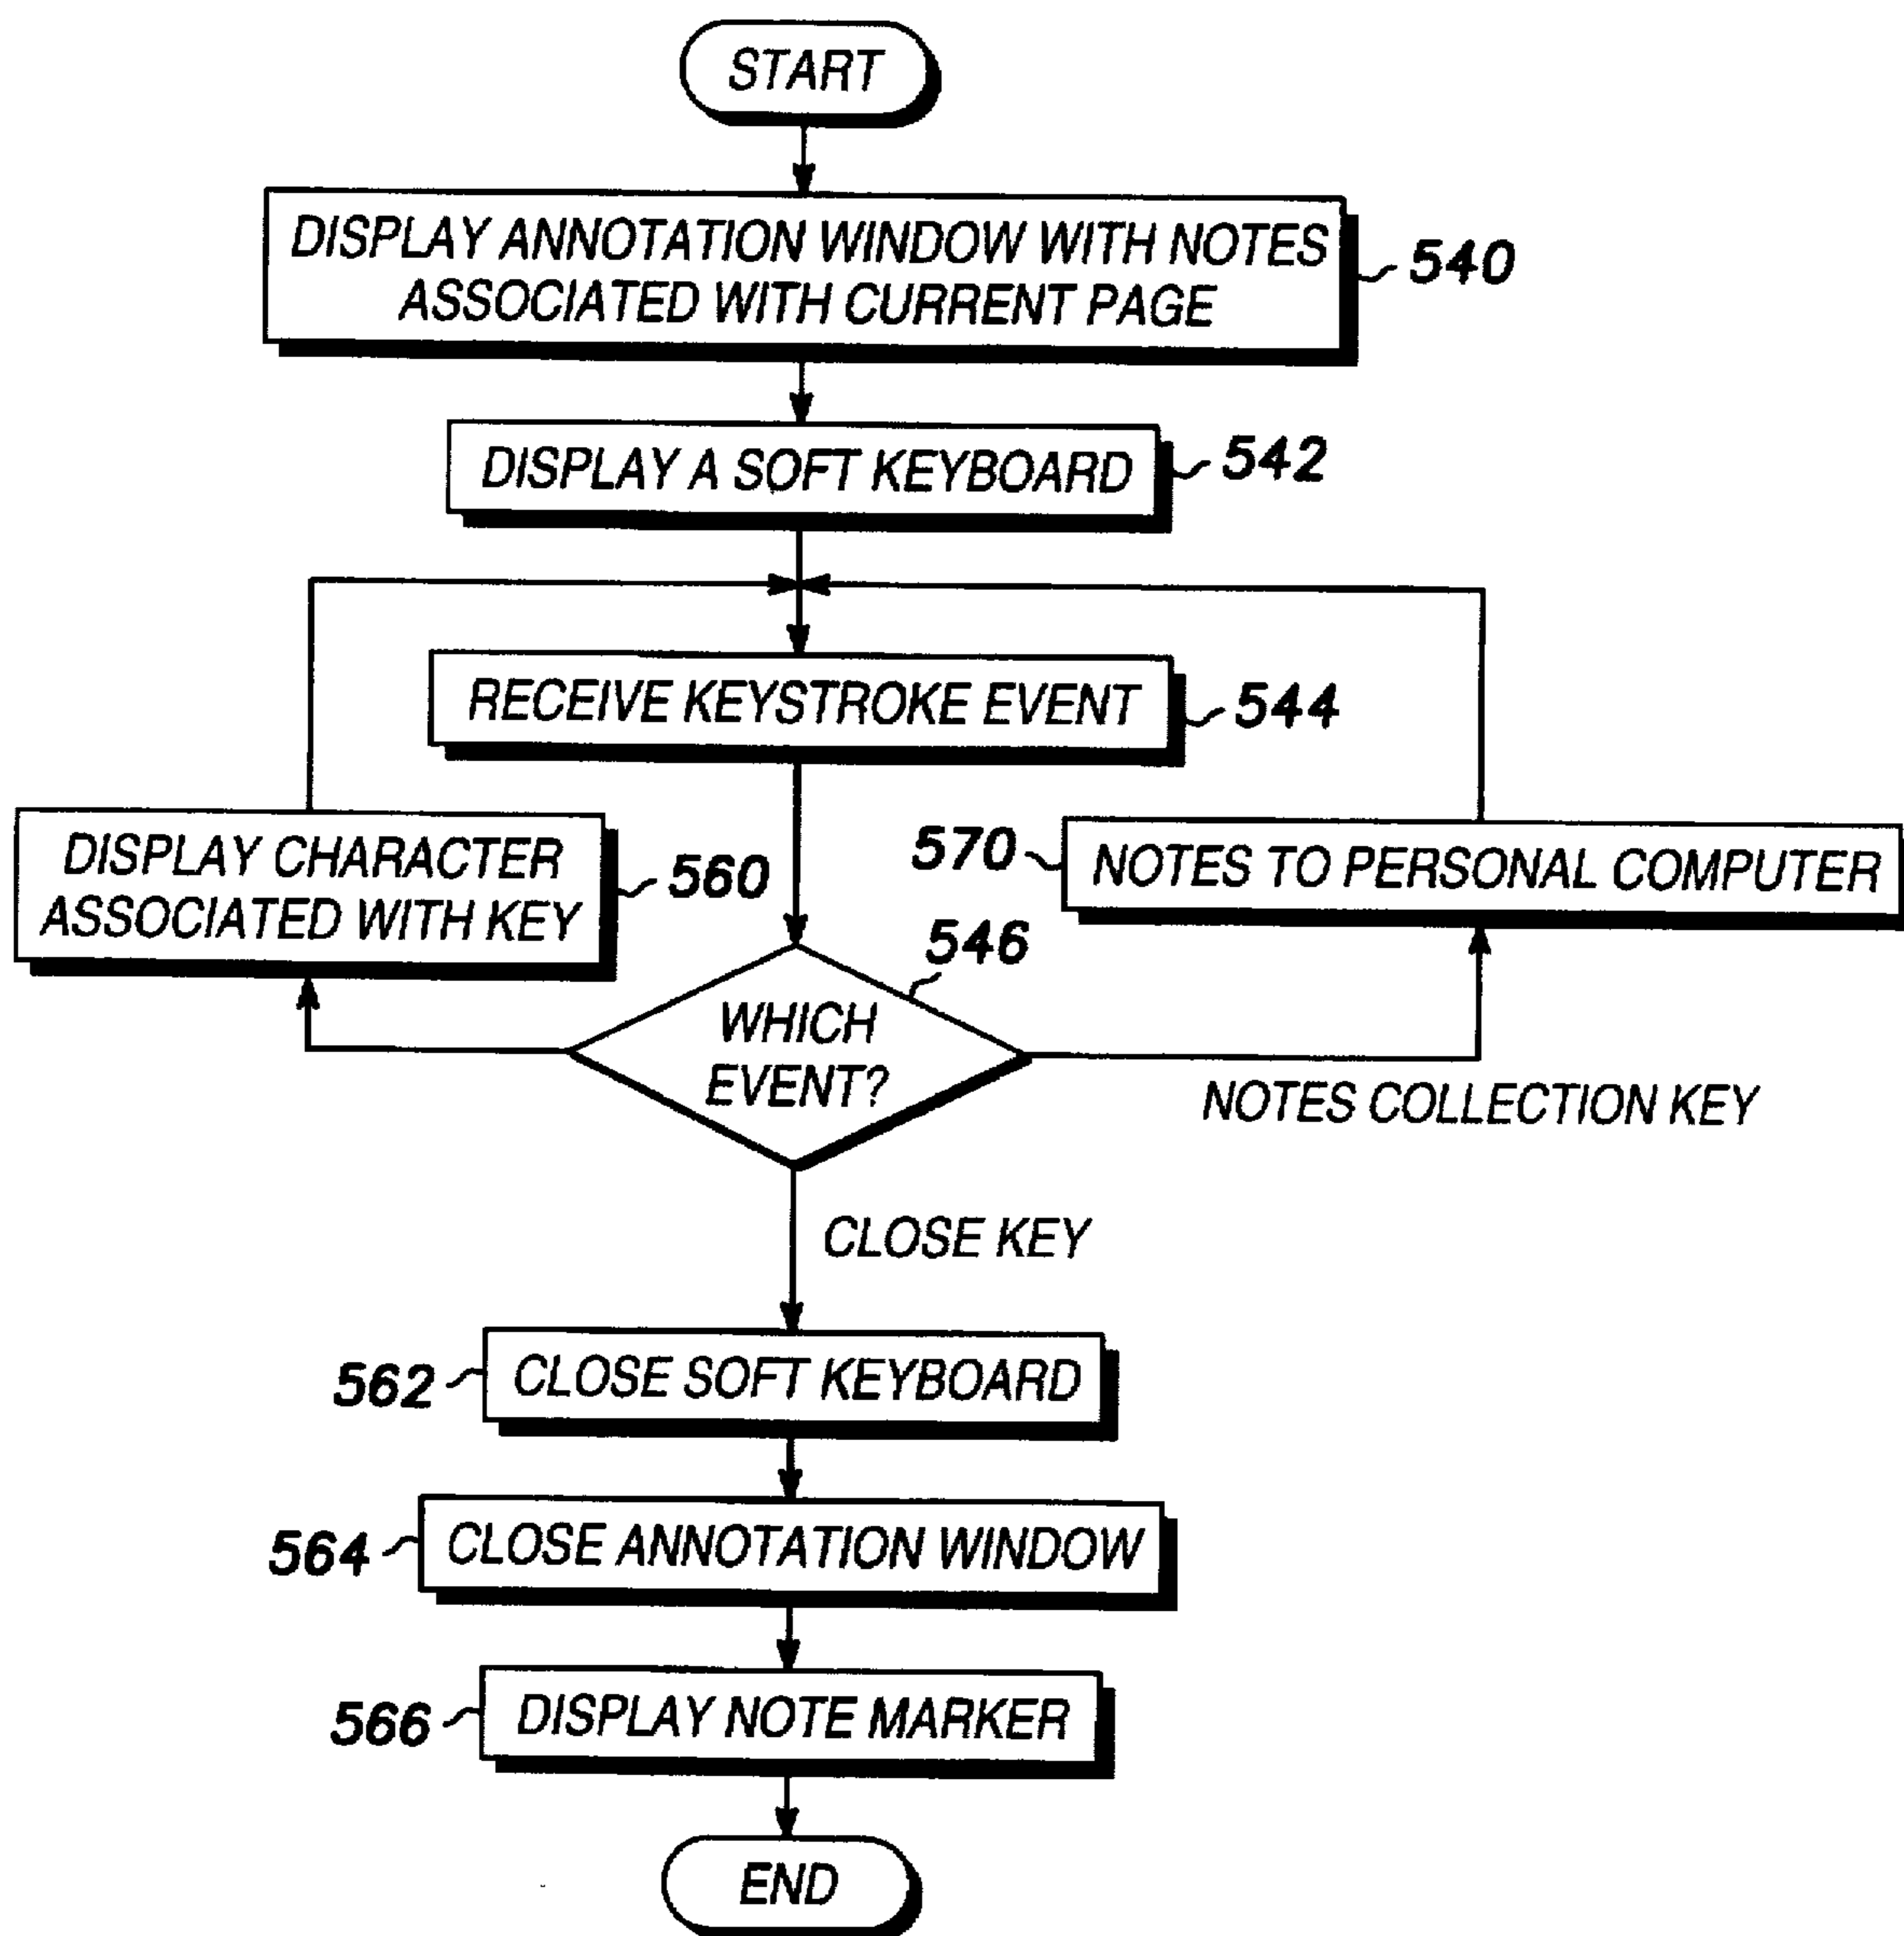 START
DISPLAY ANNOTATION WINDOW WITH NOTES
ASSOCIATED WITH CURRENT PAGE
540
DISPLAY A SOFT KEYBOARD
542
RECEIVE KEYSTROKE EVENT
544
DISPLAY CHARACTER
ASSOCIATED WITH KEY
560
570
NOTES TO PERSONAL COMPUTER
546
WHICH
EVENT?
NOTES COLLECTION KEY
CLOSE KEY
562
CLOSE SOFT KEYBOARD
564
CLOSE ANNOTATION WINDOW
566
DISPLAY NOTE MARKER
END